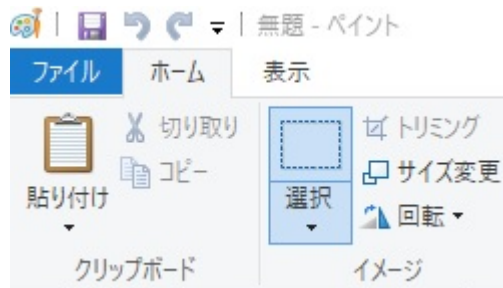 無題 - ペイント
ファイル ホーム 表示
切り取り
コピー
貼り付け
クリップボード
選択
トリミング
サイズ変更
回転
イメージ